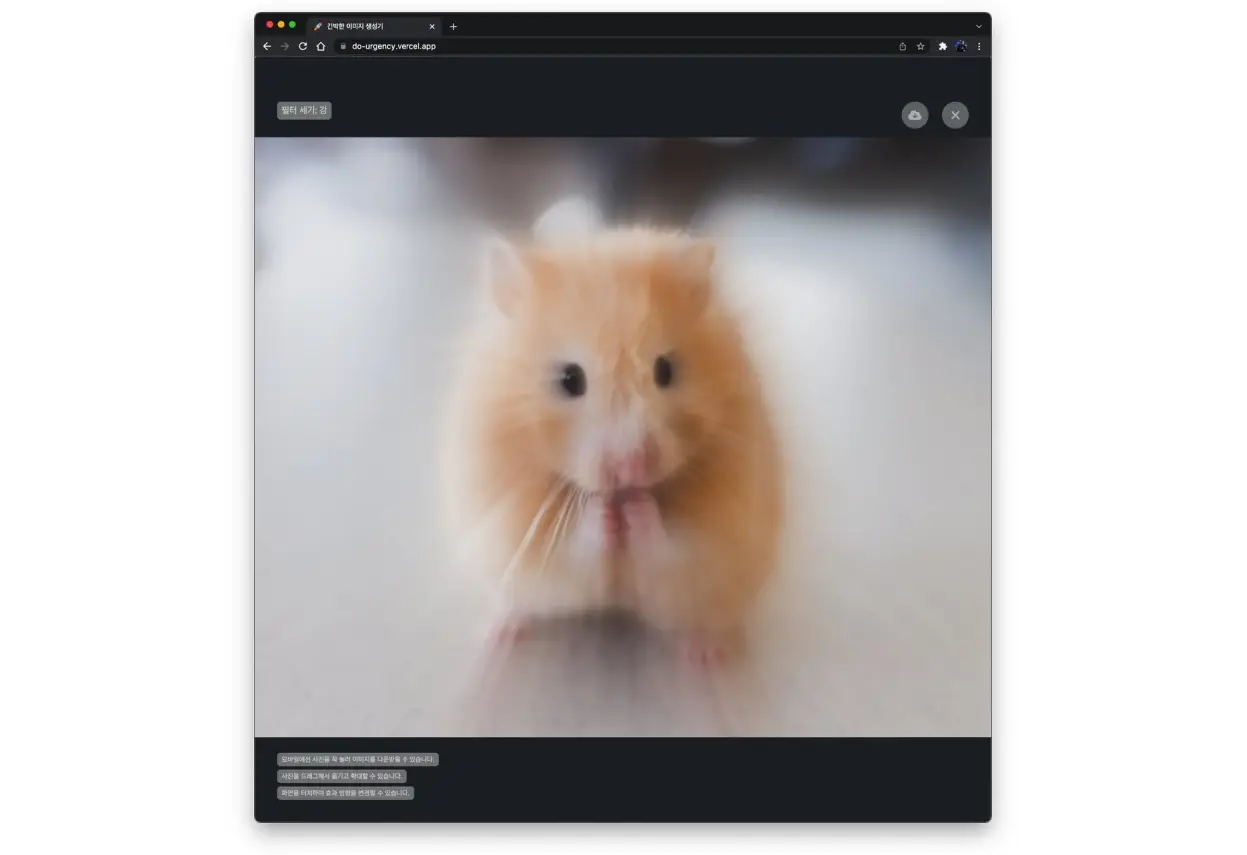 긴박한 이미지 생성기
do-urgency.vercel.app
필터 세기: 강
모바일에선 사진을 꾹 눌러 이미지를 다운받을 수 있습니다.
사진을 드래그해서 옮기고 확대할 수 있습니다.
화면을 터치하여 효과 방향을 변경할 수 있습니다.